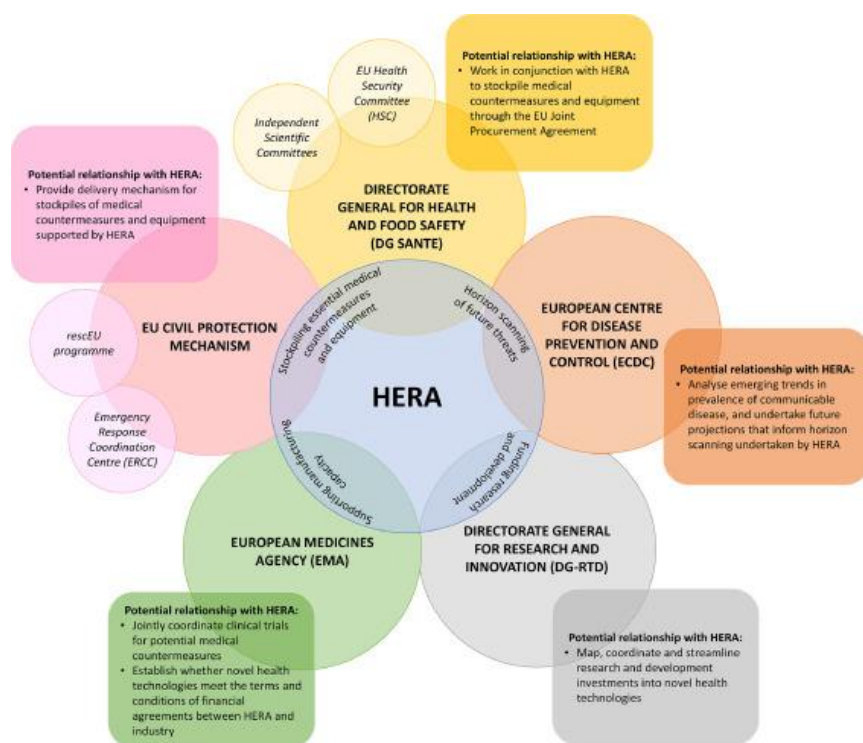 EU Health
Security
Committee
(HSC)
Independent
Scientific
Committees
Potential relationship with HERA:
• Work in conjunction with HERA
to stockpile medical
countermeasures and equipment
through the EU Joint
Procurement Agreement
Potential relationship with HERA:
• Provide delivery mechanism for
stockpiles of medical
countermeasures and equipment
supported by HERA
DIRECTORATE
GENERAL FOR HEALTH
AND FOOD SAFETY
(DG SANTE)
rescEU
programme
Emergency
Response
Coordination
Centre (ERCC)
EU CIVIL PROTECTION
MECHANISM
Stockpiling essential medical
countermeasures
and equipment
Horizon scanning
of future threats
EUROPEAN CENTRE
FOR DISEASE
PREVENTION AND
CONTROL (ECDC)
Potential relationship with HERA:
• Analyse emerging trends in
prevalence of communicable
disease, and undertake future
projections that inform horizon
scanning undertaken by HERA
HERA
Supporting manufacturing
capacity
Funding research
and development
EUROPEAN MEDICINES
AGENCY (EMA)
DIRECTORATE GENERAL
FOR RESEARCH AND
INNOVATION (DG-RTD)
Potential relationship with HERA:
• Jointly coordinate clinical trials
for potential medical
countermeasures
• Establish whether novel health
technologies meet the terms and
conditions of financial
agreements between HERA and
industry
Potential relationship with HERA:
• Map, coordinate and streamline
research and development
investments into novel health
technologies